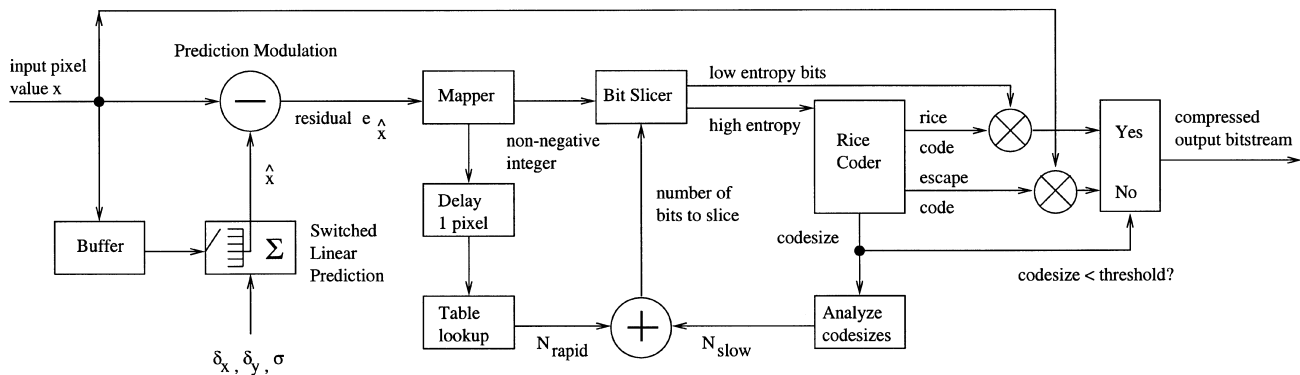 Prediction Modulation
input pixel
value x
−
residual e x̂
x̂
Mapper
non-negative
integer
Bit Slicer
low entropy bits
high entropy
Rice
Coder
rice
code
escape
code
Yes
No
compressed
output bitstream
Buffer
Σ
Switched
Linear
Prediction
Delay
1 pixel
number of
bits to slice
codesize
codesize < threshold?
Table
lookup
N rapid
+
N slow
Analyze
codesizes
δx , δy , σ